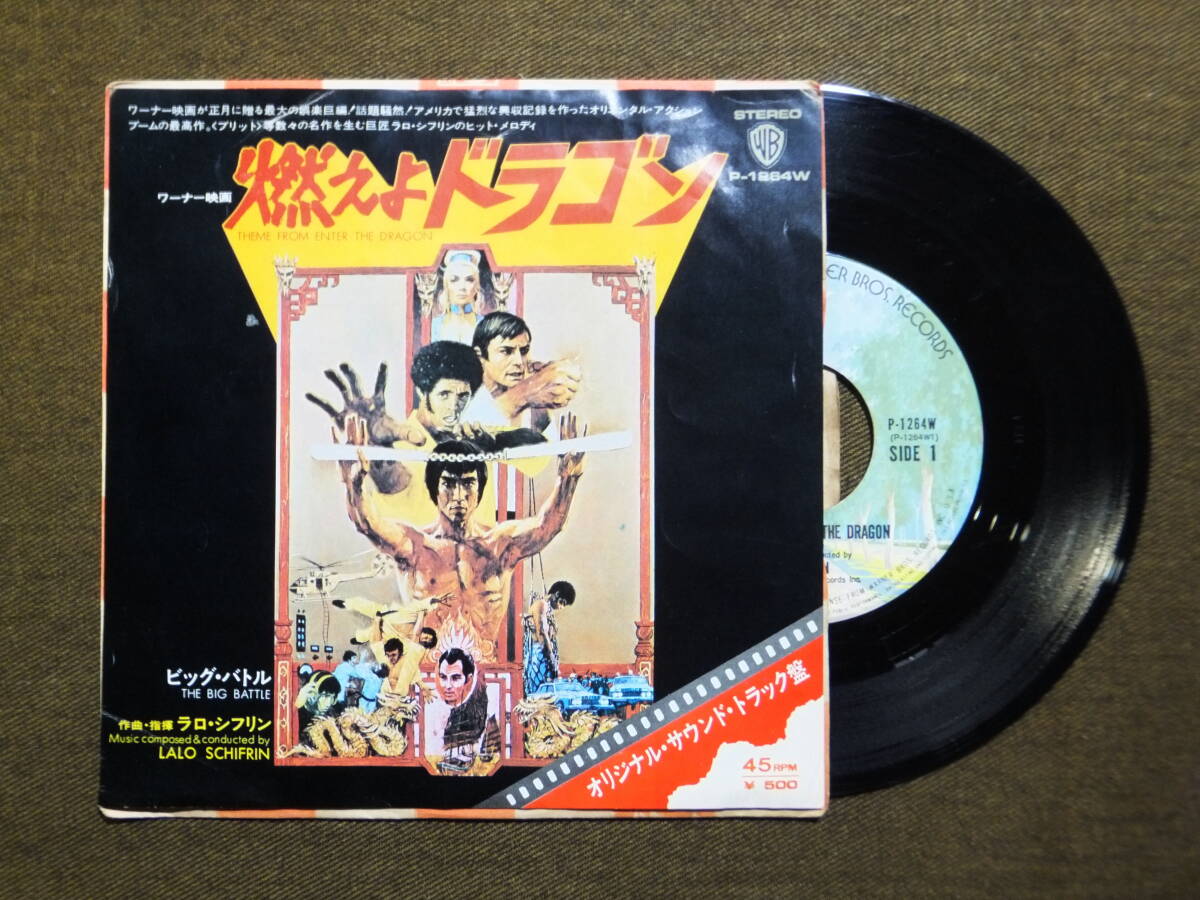 ワーナー映画が正月に贈る最大の娯楽巨編!話題騒然!アメリカで猛烈な興収記録を作ったオリエンタル・アクション
ブームの最高作。〈ブリット〉等数々の名作を生む巨匠ラロ・シフリンのヒット・メロディ
STEREO
WB
P-1264W
ワーナー映画
燃えよドラゴン
THEME FROM ENTER THE DRAGON
ビッグ・バトル
THE BIG BATTLE
作曲・指揮 ラロ・シフリン
Music composed & conducted by
LALO SCHIFRIN
オリジナル・サウンド・トラック盤
45 RPM
¥ 500
BROS. RECORDS
P-1264W
(P-1264W1)
SIDE 1
THE DRAGON